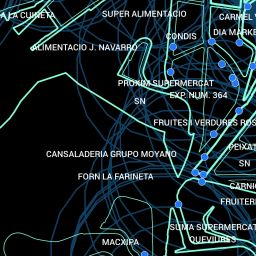 SUPER ALIMENTACIO
A LA CUINETA
CARMEL
CONDIS
DIA MARKE
ALIMENTACIO J. NAVARRO
PROXIM SUPERMERCAT
EXP. NUM. 364
SN
FRUITES I VERDURES ROS
PEIXAT
CANSALADERIA GRUPO MOYANO
SN
FORN LA FARINETA
CARNIC
FRUITERI
SUMA SUPERMERCAT
QUEVIURES
MACXIPA